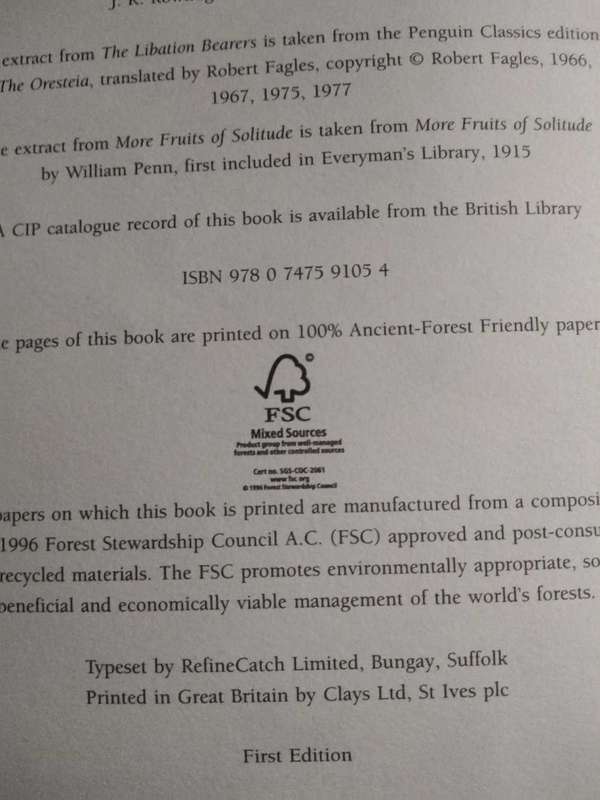 J. K. Rowling
extract from The Libation Bearers is taken from the Penguin Classics edition
The Oresteia, translated by Robert Fagles, copyright © Robert Fagles, 1966,
1967, 1975, 1977
e extract from More Fruits of Solitude is taken from More Fruits of Solitude
by William Penn, first included in Everyman's Library, 1915
A CIP catalogue record of this book is available from the British Library
ISBN 978 0 7475 9105 4
e pages of this book are printed on 100% Ancient-Forest Friendly paper
FSC
Mixed Sources
Product group from well-managed
forests and other controlled sources
Cert no. SGS-COC-2061
www.fsc.org
© 1996 Forest Stewardship Council
papers on which this book is printed are manufactured from a composi
1996 Forest Stewardship Council A.C. (FSC) approved and post-consu
recycled materials. The FSC promotes environmentally appropriate, so
beneficial and economically viable management of the world's forests.
Typeset by RefineCatch Limited, Bungay, Suffolk
Printed in Great Britain by Clays Ltd, St Ives plc
First Edition